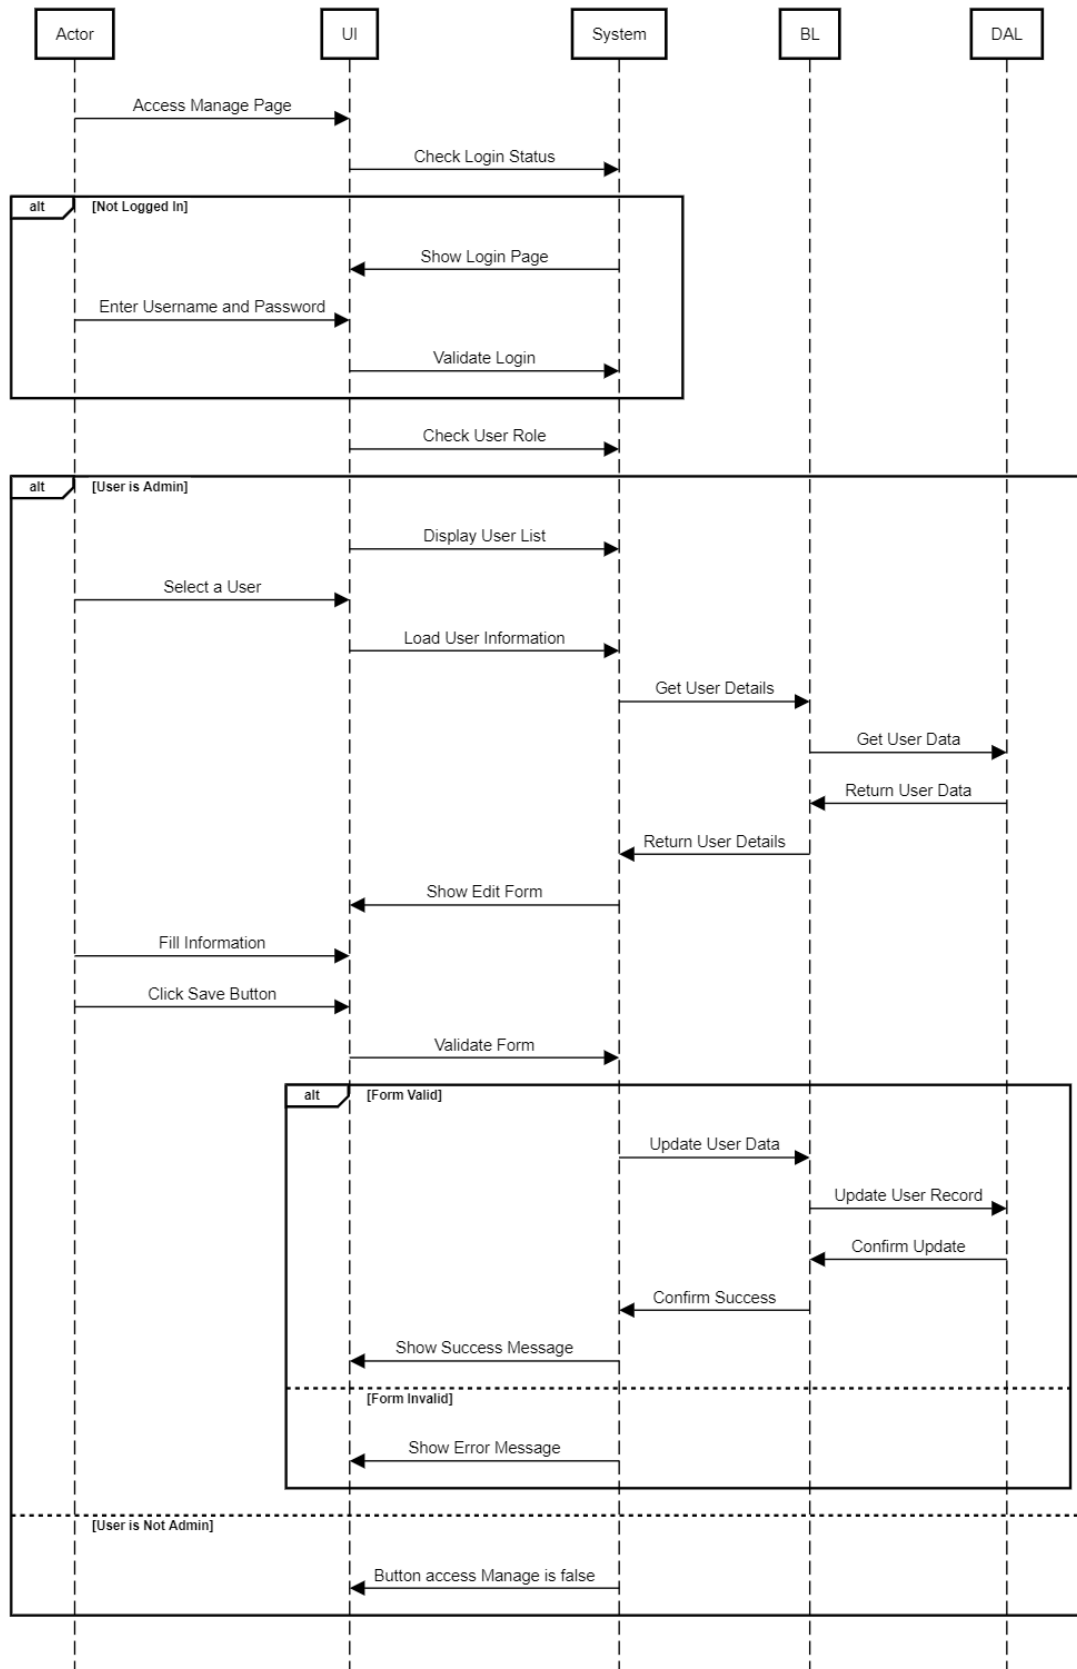 Actor
UI
System
BL
DAL
Access Manage Page
Check Login Status
alt
[Not Logged In]
Show Login Page
Enter Username and Password
Validate Login
Check User Role
alt
[User is Admin]
Display User List
Select a User
Load User Information
Get User Details
Get User Data
Return User Data
Return User Details
Show Edit Form
Fill Information
Click Save Button
Validate Form
alt
[Form Valid]
Update User Data
Update User Record
Confirm Update
Confirm Success
Show Success Message
[Form Invalid]
Show Error Message
[User is Not Admin]
Button access Manage is false